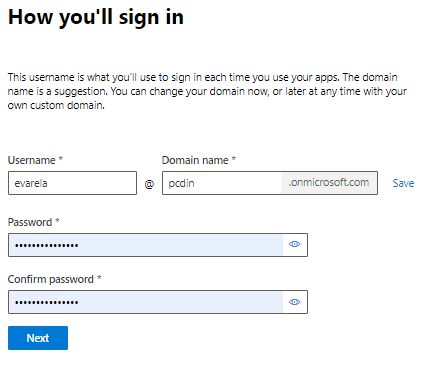 How you'll sign in
This username is what you'll use to sign in each time you use your apps. The domain
name is a suggestion. You can change your domain now, or later at any time with your
own custom domain.
Username * Domain name *
evarela @ pcdin .onmicrosoft.com Save
Password *
•••••••••••••••
Confirm password *
•••••••••••••••
Next